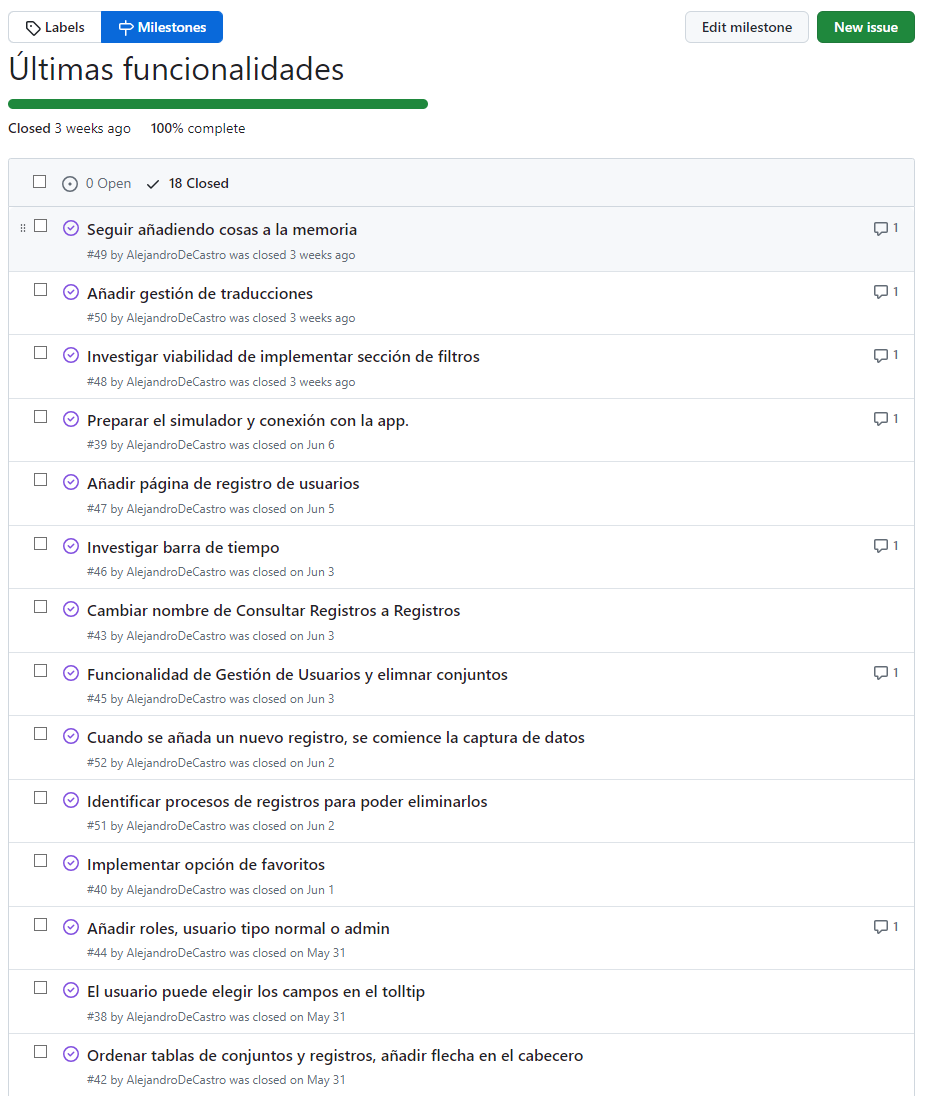 Labels Milestones Edit milestone New issue
Últimas funcionalidades
Closed 3 weeks ago 100% complete
0 Open 18 Closed
Seguir añadiendo cosas a la memoria 1
#49 by AlejandroDeCastro was closed 3 weeks ago
Añadir gestión de traducciones 1
#50 by AlejandroDeCastro was closed 3 weeks ago
Investigar viabilidad de implementar sección de filtros 1
#48 by AlejandroDeCastro was closed 3 weeks ago
Preparar el simulador y conexión con la app. 1
#39 by AlejandroDeCastro was closed on Jun 6
Añadir página de registro de usuarios
#47 by AlejandroDeCastro was closed on Jun 5
Investigar barra de tiempo 1
#46 by AlejandroDeCastro was closed on Jun 3
Cambiar nombre de Consultar Registros a Registros
#43 by AlejandroDeCastro was closed on Jun 3
Funcionalidad de Gestión de Usuarios y elimnar conjuntos 1
#45 by AlejandroDeCastro was closed on Jun 3
Cuando se añada un nuevo registro, se comience la captura de datos
#52 by AlejandroDeCastro was closed on Jun 2
Identificar procesos de registros para poder eliminarlos
#51 by AlejandroDeCastro was closed on Jun 2
Implementar opción de favoritos
#40 by AlejandroDeCastro was closed on Jun 1
Añadir roles, usuario tipo normal o admin 1
#44 by AlejandroDeCastro was closed on May 31
El usuario puede elegir los campos en el tolltip
#38 by AlejandroDeCastro was closed on May 31
Ordenar tablas de conjuntos y registros, añadir flecha en el cabecero
#42 by AlejandroDeCastro was closed on May 31